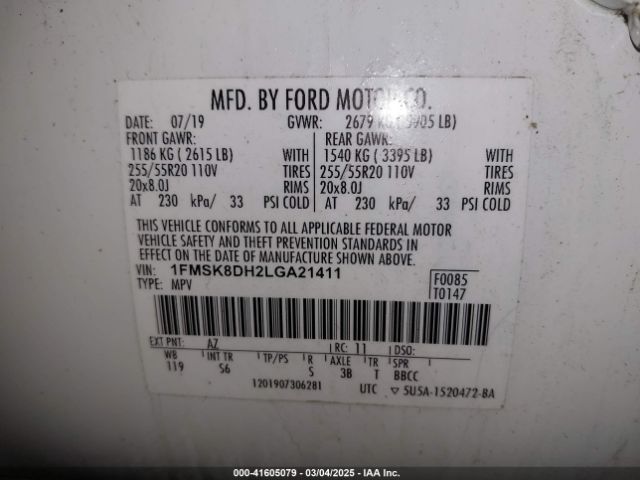 MFD. BY FORD MOTOR CO.
DATE: 07/19 GVWR: 2679 KG ( 5905 LB)
FRONT GAWR: REAR GAWR:
1186 KG ( 2615 LB) WITH 1540 KG ( 3395 LB) WITH
255/55R20 110V TIRES 255/55R20 110V TIRES
20x8.0J RIMS 20x8.0J RIMS
AT 230 kPa/ 33 PSI COLD AT 230 kPa/ 33 PSI COLD
THIS VEHICLE CONFORMS TO ALL APPLICABLE FEDERAL MOTOR
VEHICLE SAFETY AND THEFT PREVENTION STANDARDS IN
EFFECT ON THE DATE OF MANUFACTURE SHOWN ABOVE.
VIN: 1FMSK8DH2LGA21411 F0085
TYPE: MPV T0147
EXT PNT: AZ RC: 11 DSO:
WB INT TR TP/PS R AXLE TR SPR
119 S6 S 3B T BBCC
1201907306281 UTC ▽ 5U5A-1520472-BA
000-41605079 - 03/04/2025 - IAA Inc.